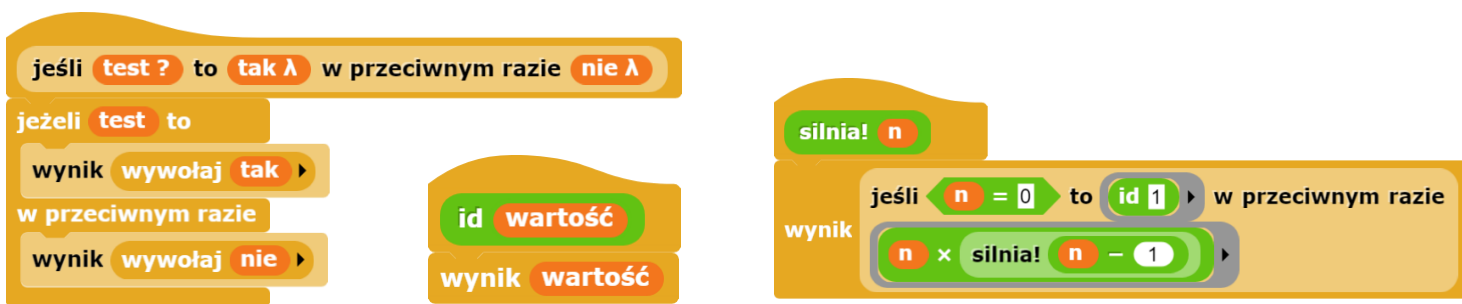 jeśli test ? to tak λ w przeciwnym razie nie λ
jeżeli test to
wynik wywołaj tak
w przeciwnym razie
wynik wywołaj nie
id wartość
wynik wartość
silnia! n
wynik jeśli n = 0 to id 1 w przeciwnym razie
n × silnia! n − 1